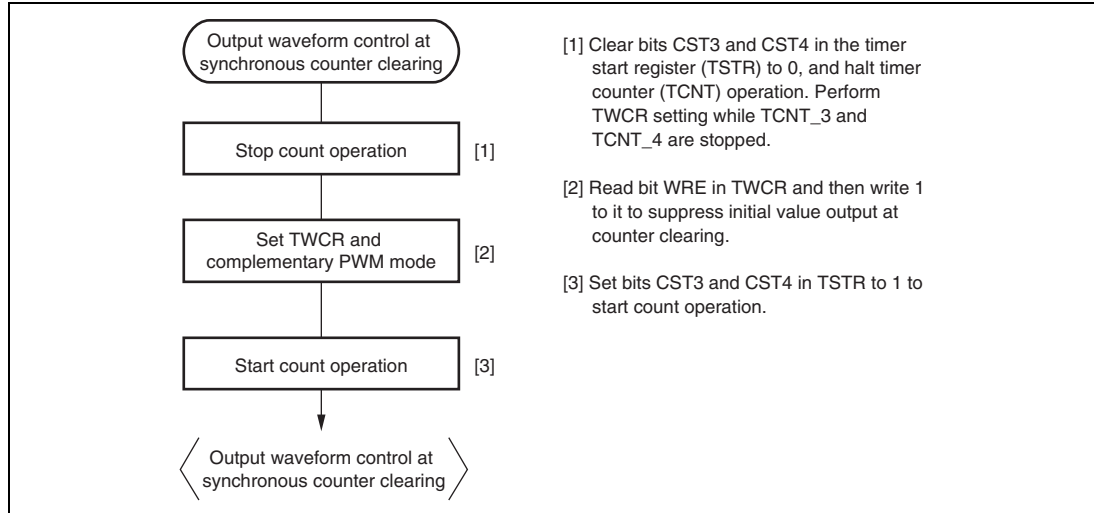 Output waveform control at
synchronous counter clearing
Stop count operation
[1]
Set TWCR and
complementary PWM mode
[2]
Start count operation
[3]
Output waveform control at
synchronous counter clearing
[1] Clear bits CST3 and CST4 in the timer
start register (TSTR) to 0, and halt timer
counter (TCNT) operation. Perform
TWCR setting while TCNT_3 and
TCNT_4 are stopped.
[2] Read bit WRE in TWCR and then write 1
to it to suppress initial value output at
counter clearing.
[3] Set bits CST3 and CST4 in TSTR to 1 to
start count operation.